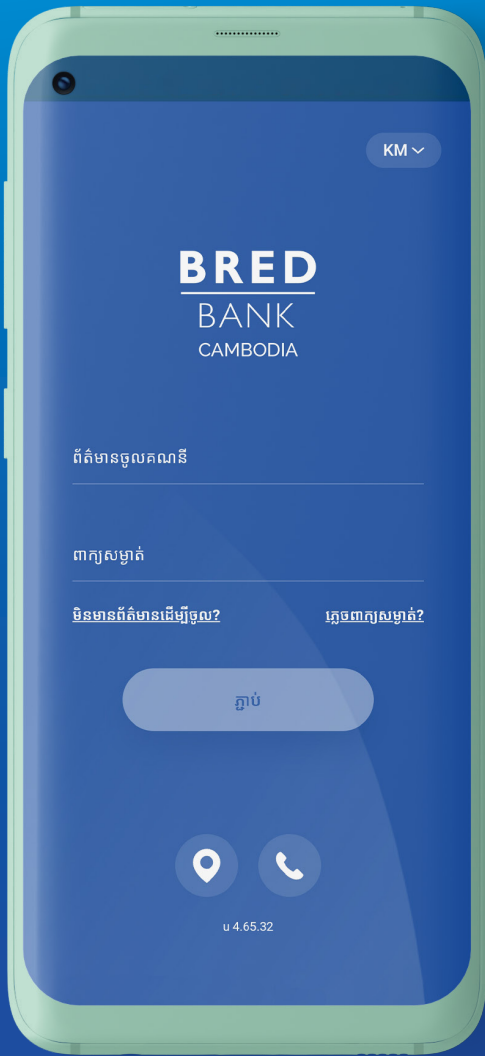 KM
BRED
BANK
CAMBODIA
ព័ត៌មានចូលគណនី
ពាក្យសម្ងាត់
មិនមានព័ត៌មានដើម្បីចូល? ភ្លេចពាក្យសម្ងាត់?
ភ្ជាប់
u 4.65.32